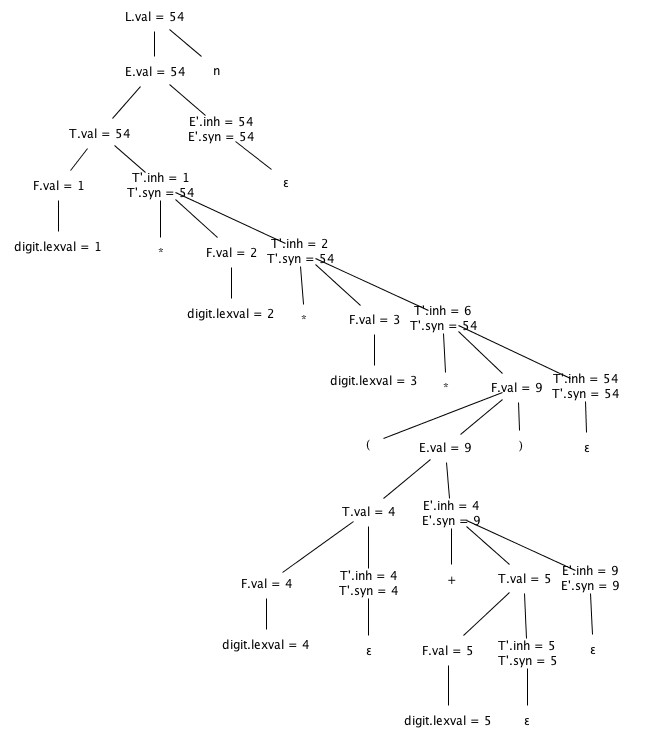 L.val = 54
E.val = 54
n
T.val = 54
E'.inh = 54
E'.syn = 54
F.val = 1
T'.inh = 1
T'.syn = 54
ε
digit.lexval = 1
*
F.val = 2
T'.inh = 2
T'.syn = 54
digit.lexval = 2
*
F.val = 3
T'.inh = 6
T'.syn = 54
digit.lexval = 3
*
F.val = 9
T'.inh = 54
T'.syn = 54
(
E.val = 9
)
ε
T.val = 4
E'.inh = 4
E'.syn = 9
F.val = 4
T'.inh = 4
T'.syn = 4
+
T.val = 5
E'.inh = 9
E'.syn = 9
digit.lexval = 4
ε
F.val = 5
T'.inh = 5
T'.syn = 5
ε
digit.lexval = 5
ε